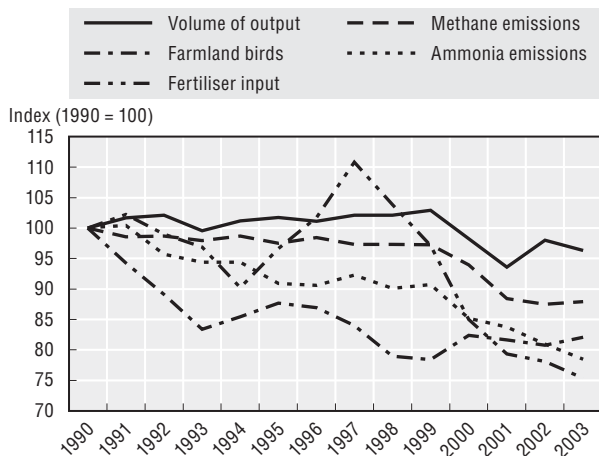 Volume of output
Methane emissions
Farmland birds
Ammonia emissions
Fertiliser input
Index (1990 = 100)
115
110
105
100
95
90
85
80
75
70
1990 1991 1992 1993 1994 1995 1996 1997 1998 1999 2000 2001 2002 2003